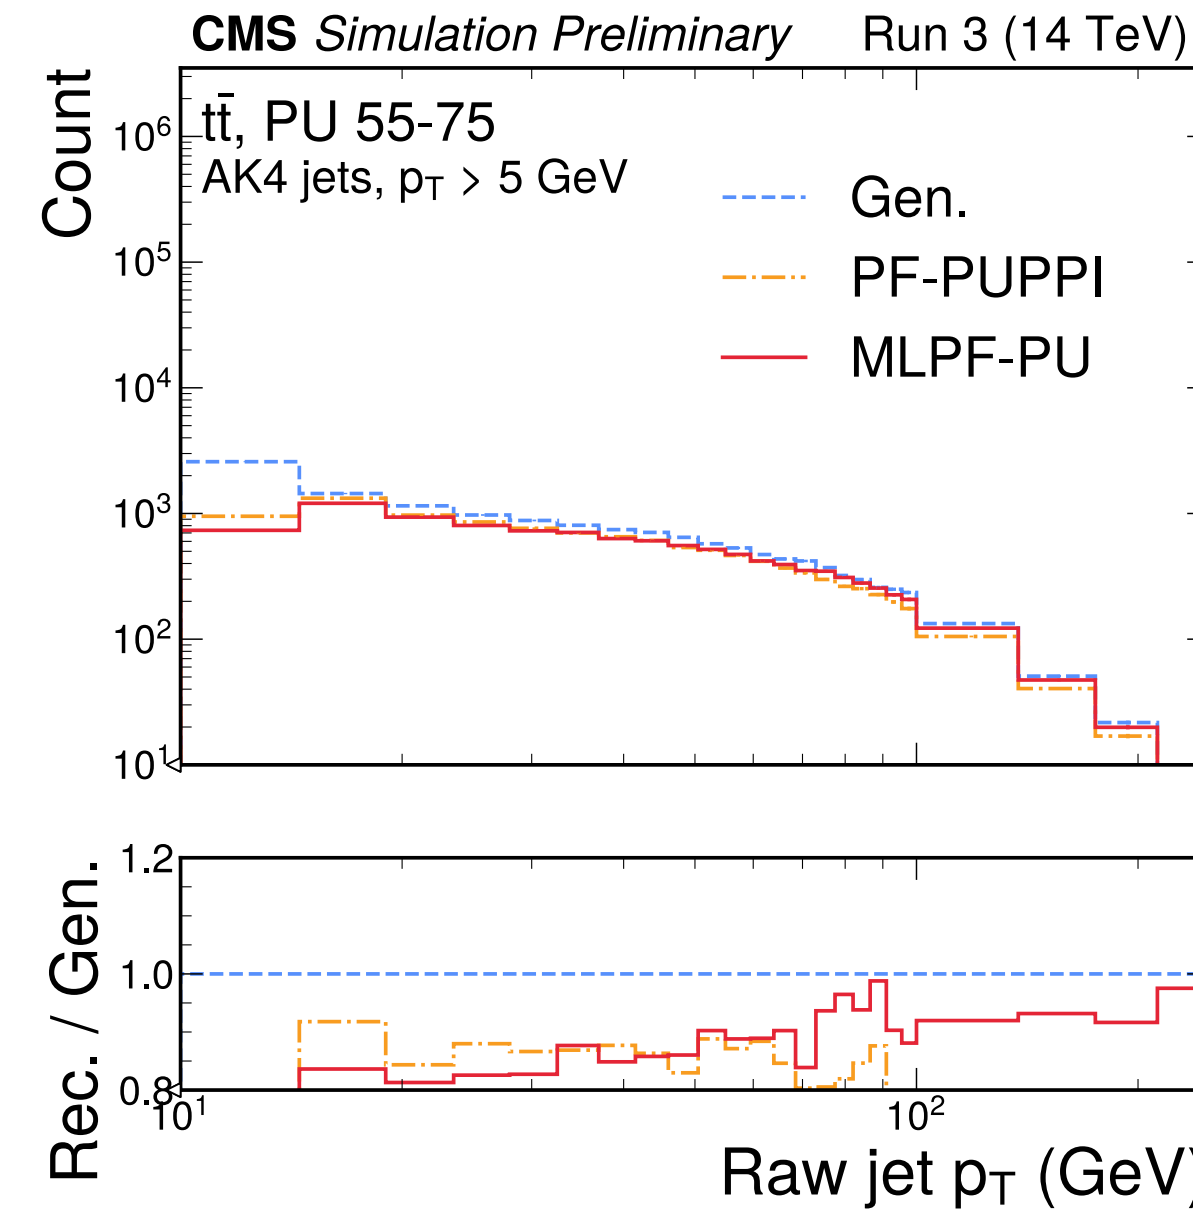 CMS Simulation Preliminary Run 3 (14 TeV)
Count
tt̄, PU 55-75
AK4 jets, pT > 5 GeV
Gen.
PF-PUPPI
MLPF-PU
10⁶
10⁵
10⁴
10³
10²
10¹
Rec. / Gen.
1.2
1.0
0.8
10¹ 10²
Raw jet pT (GeV)